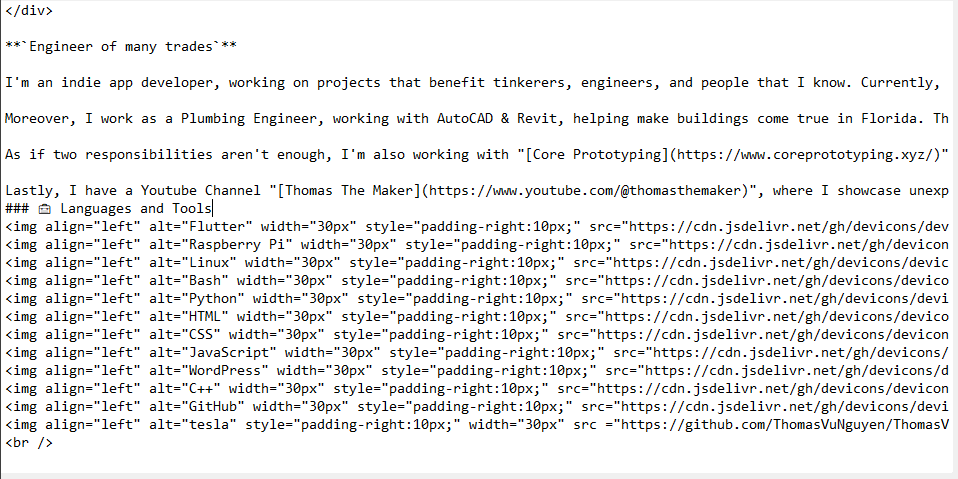 </div>
**`Engineer of many trades`**
I'm an indie app developer, working on projects that benefit tinkerers, engineers, and people that I know. Currently,
Moreover, I work as a Plumbing Engineer, working with AutoCAD & Revit, helping make buildings come true in Florida. Th
As if two responsibilities aren't enough, I'm also working with "[Core Prototyping](https://www.coreprototyping.xyz/)"
Lastly, I have a Youtube Channel "[Thomas The Maker](https://www.youtube.com/@thomasthemaker)", where I showcase unexp
### 🧰 Languages and Tools
<img align="left" alt="Flutter" width="30px" style="padding-right:10px;" src="https://cdn.jsdelivr.net/gh/devicons/dev
<img align="left" alt="Raspberry Pi" width="30px" style="padding-right:10px;" src="https://cdn.jsdelivr.net/gh/devicon
<img align="left" alt="Linux" width="30px" style="padding-right:10px;" src="https://cdn.jsdelivr.net/gh/devicons/devic
<img align="left" alt="Bash" width="30px" style="padding-right:10px;" src="https://cdn.jsdelivr.net/gh/devicons/devico
<img align="left" alt="Python" width="30px" style="padding-right:10px;" src="https://cdn.jsdelivr.net/gh/devicons/devi
<img align="left" alt="HTML" width="30px" style="padding-right:10px;" src="https://cdn.jsdelivr.net/gh/devicons/devico
<img align="left" alt="CSS" width="30px" style="padding-right:10px;" src="https://cdn.jsdelivr.net/gh/devicons/devicon
<img align="left" alt="JavaScript" width="30px" style="padding-right:10px;" src="https://cdn.jsdelivr.net/gh/devicons/
<img align="left" alt="WordPress" width="30px" style="padding-right:10px;" src="https://cdn.jsdelivr.net/gh/devicons/d
<img align="left" alt="C++" width="30px" style="padding-right:10px;" src="https://cdn.jsdelivr.net/gh/devicons/devicon
<img align="left" alt="GitHub" width="30px" style="padding-right:10px;" src="https://cdn.jsdelivr.net/gh/devicons/devi
<img align="left" alt="tesla" style="padding-right:10px;" width="30px" src ="https://github.com/ThomasVuNguyen/ThomasV
<br />